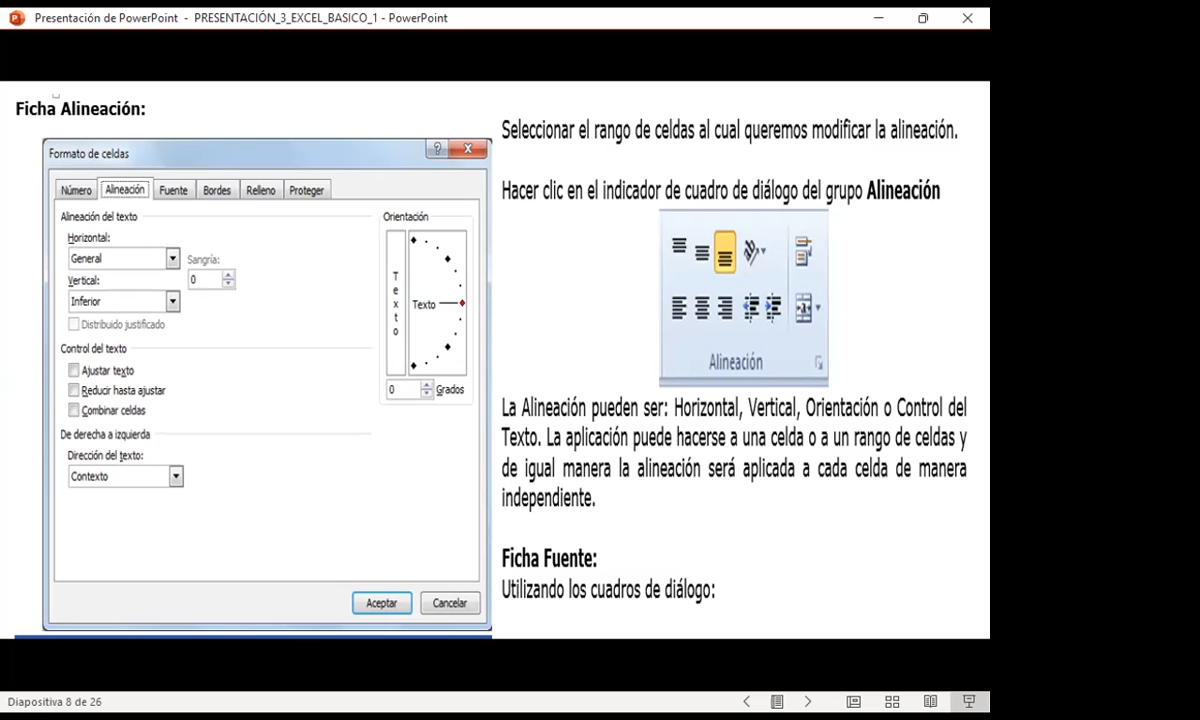 Presentación de PowerPoint - PRESENTACIÓN_3_EXCEL_BASICO_1 - PowerPoint
Ficha Alineación:
Formato de celdas
Número Alineación Fuente Bordes Relleno Proteger
Alineación del texto
Horizontal:
General
Sangría:
Vertical:
0
Inferior
Distribuido justificado
Control del texto
Ajustar texto
Reducir hasta ajustar
Combinar celdas
De derecha a izquierda
Dirección del texto:
Contexto
Orientación
Texto
Texto
0 Grados
Aceptar Cancelar
Seleccionar el rango de celdas al cual queremos modificar la alineación.
Hacer clic en el indicador de cuadro de diálogo del grupo Alineación
Alineación
La Alineación pueden ser: Horizontal, Vertical, Orientación o Control del
Texto. La aplicación puede hacerse a una celda o a un rango de celdas y
de igual manera la alineación será aplicada a cada celda de manera
independiente.
Ficha Fuente:
Utilizando los cuadros de diálogo:
Diapositiva 8 de 26